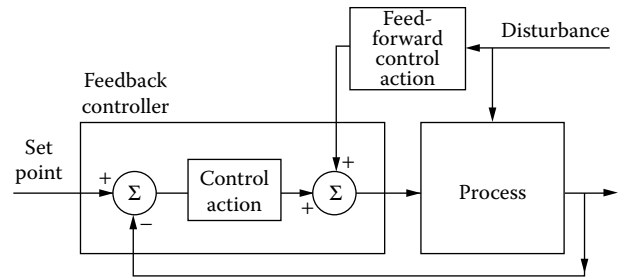 Feed-
forward
control
action
Disturbance
Feedback
controller
Set
point
+
Σ
−
Control
action
+
+
Σ
Process